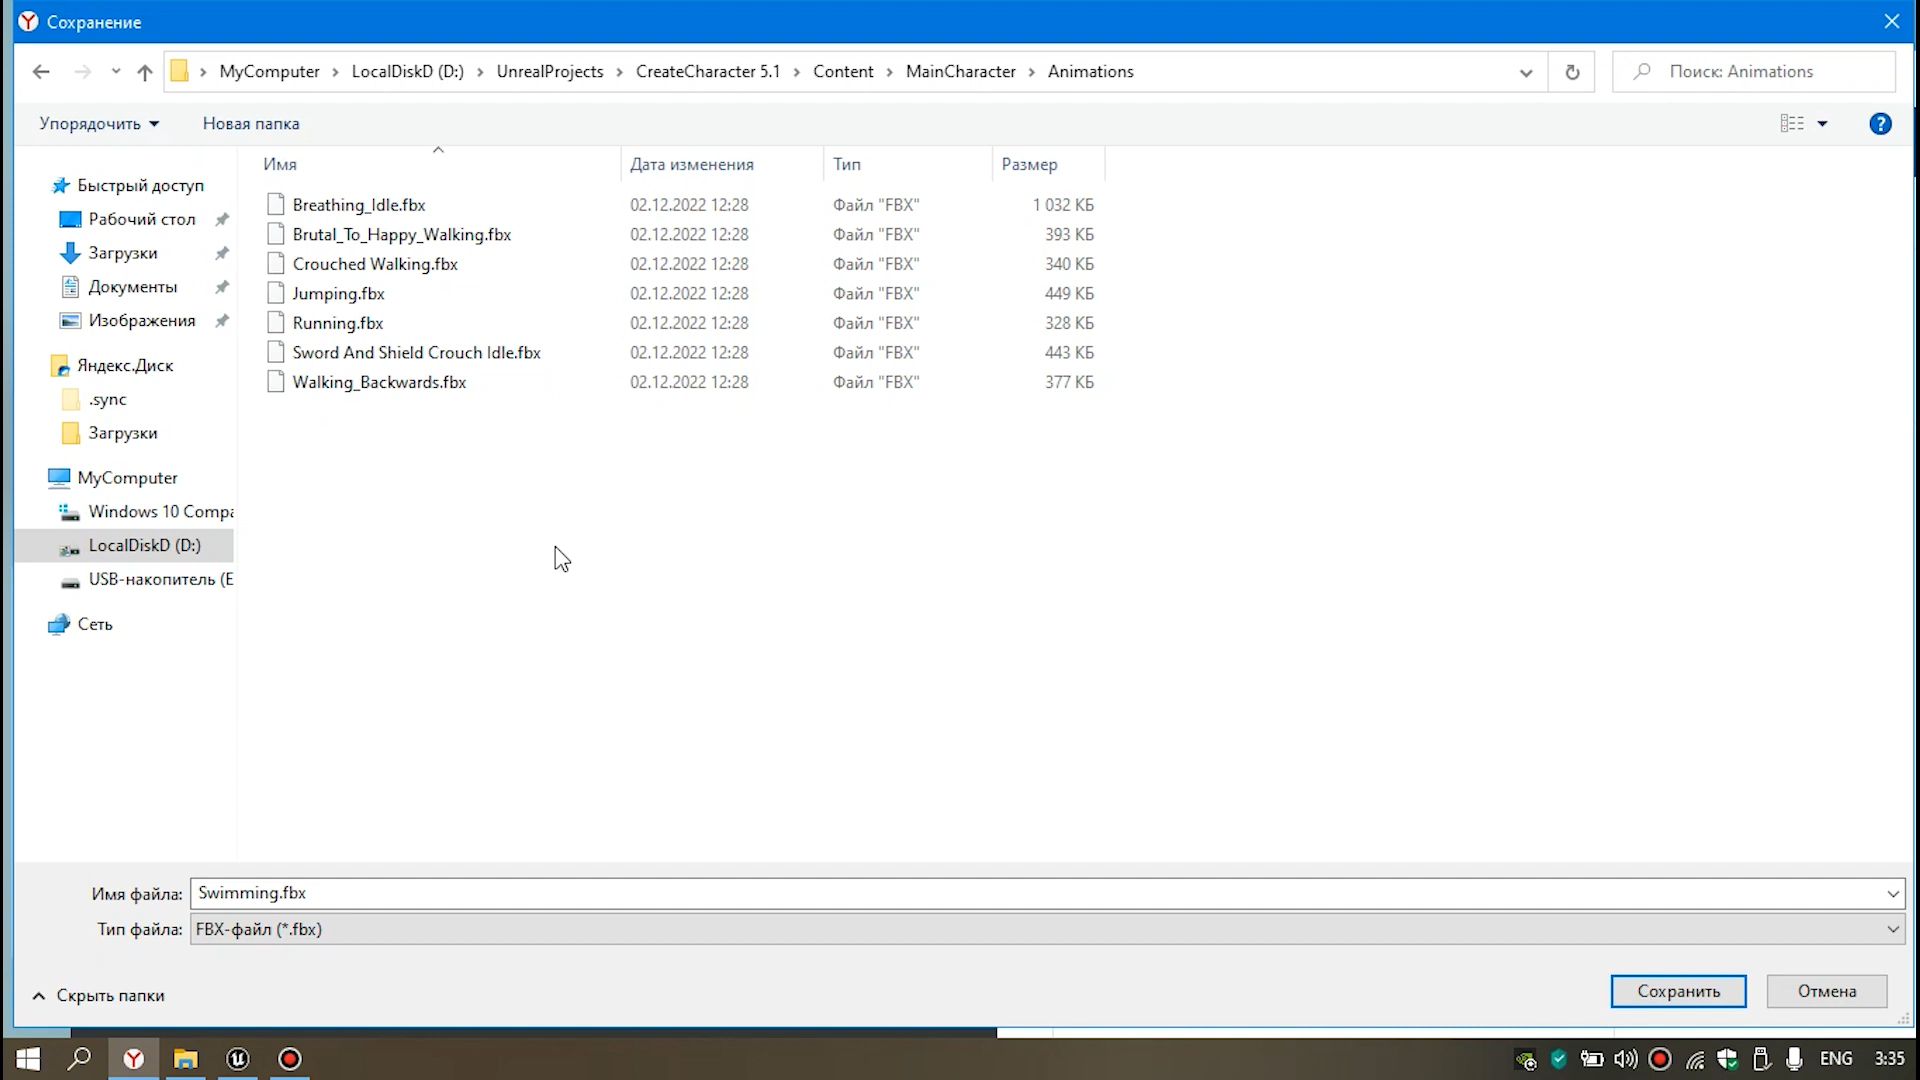 Сохранение
MyComputer LocalDiskD (D:) UnrealProjects CreateCharacter 5.1 Content MainCharacter Animations
Поиск: Animations
Упорядочить
Новая папка
?
Имя Дата изменения Тип Размер
Breathing_Idle.fbx 02.12.2022 12:28 Файл "FBX" 1 032 КБ
Brutal_To_Happy_Walking.fbx 02.12.2022 12:28 Файл "FBX" 393 КБ
Crouched Walking.fbx 02.12.2022 12:28 Файл "FBX" 340 КБ
Jumping.fbx 02.12.2022 12:28 Файл "FBX" 449 КБ
Running.fbx 02.12.2022 12:28 Файл "FBX" 328 КБ
Sword And Shield Crouch Idle.fbx 02.12.2022 12:28 Файл "FBX" 443 КБ
Walking_Backwards.fbx 02.12.2022 12:28 Файл "FBX" 377 КБ
Быстрый доступ
Рабочий стол
Загрузки
Документы
Изображения
Яндекс.Диск
.sync
Загрузки
MyComputer
Windows 10 Compa
LocalDiskD (D:)
USB-накопитель (E
Сеть
Имя файла: Swimming.fbx
Тип файла: FBX-файл (*.fbx)
Скрыть папки
Сохранить
Отмена
ENG
3:35